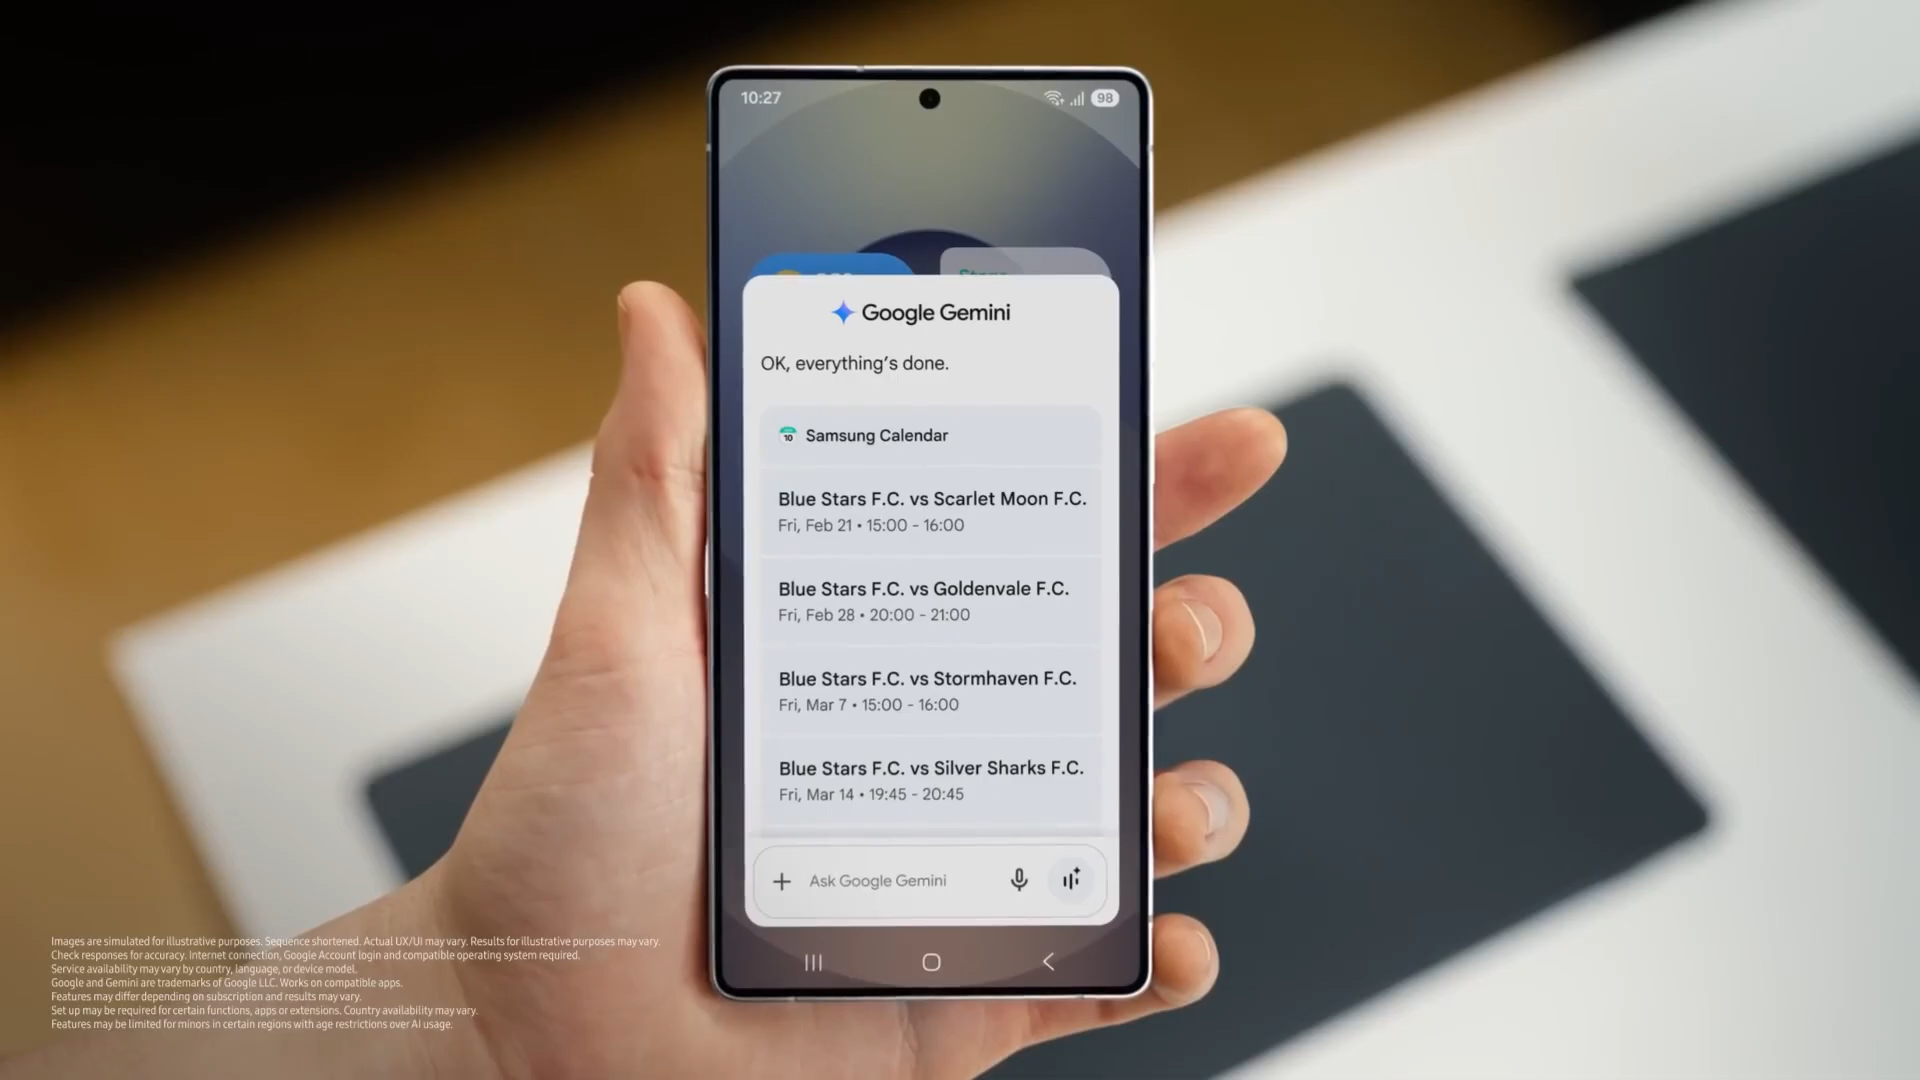 10:27
98
Google Gemini
OK, everything's done.
10
Samsung Calendar
Blue Stars F.C. vs Scarlet Moon F.C.
Fri, Feb 21 • 15:00 - 16:00
Blue Stars F.C. vs Goldenvale F.C.
Fri, Feb 28 • 20:00 - 21:00
Blue Stars F.C. vs Stormhaven F.C.
Fri, Mar 7 • 15:00 - 16:00
Blue Stars F.C. vs Silver Sharks F.C.
Fri, Mar 14 • 19:45 - 20:45
Ask Google Gemini
Images are simulated for illustrative purposes. Sequence shortened. Actual UX/UI may vary. Results for illustrative purposes may vary.
Check responses for accuracy. Internet connection, Google Account login and compatible operating system required.
Service availability may vary by country, language, or device model.
Google and Gemini are trademarks of Google LLC. Works on compatible apps.
Features may differ depending on subscription and results may vary.
Set up may be required for certain functions, apps or extensions. Country availability may vary.
Features may be limited for minors in certain regions with age restrictions over AI usage.